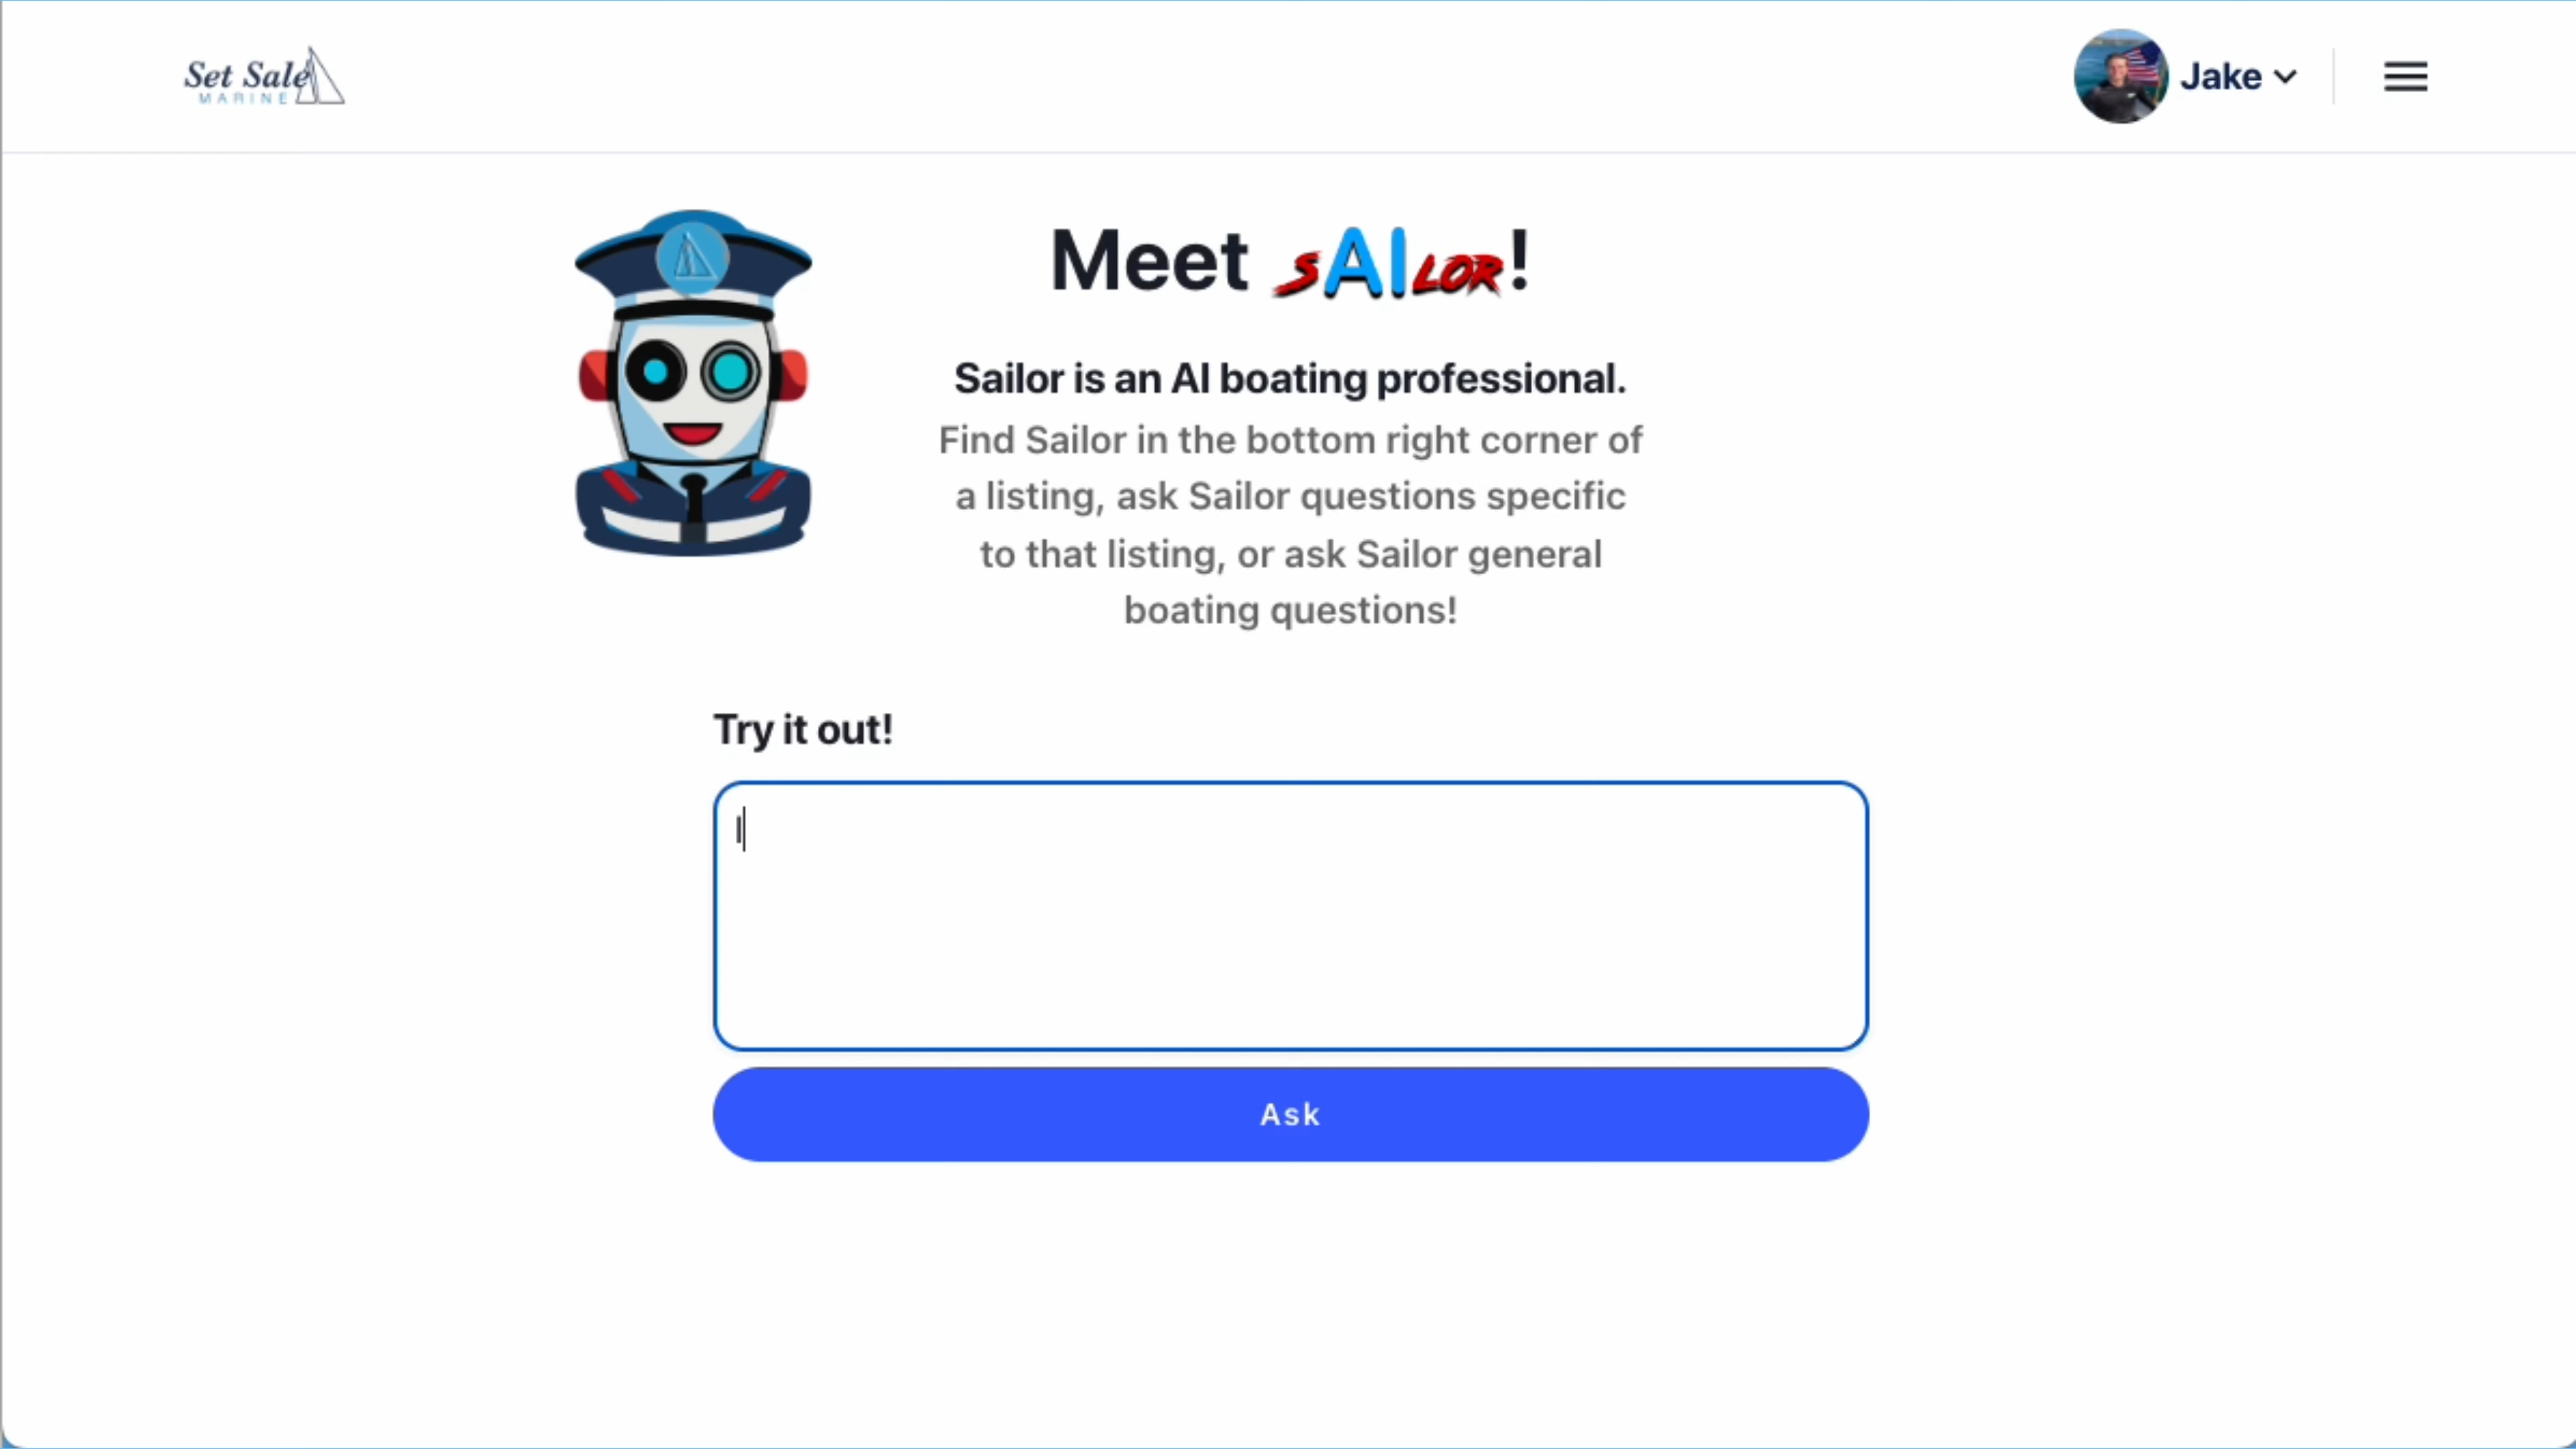 Set Sale
MARINE
Jake
Meet sAILOR!
Sailor is an AI boating professional.
Find Sailor in the bottom right corner of
a listing, ask Sailor questions specific
to that listing, or ask Sailor general
boating questions!
Try it out!
I
Ask